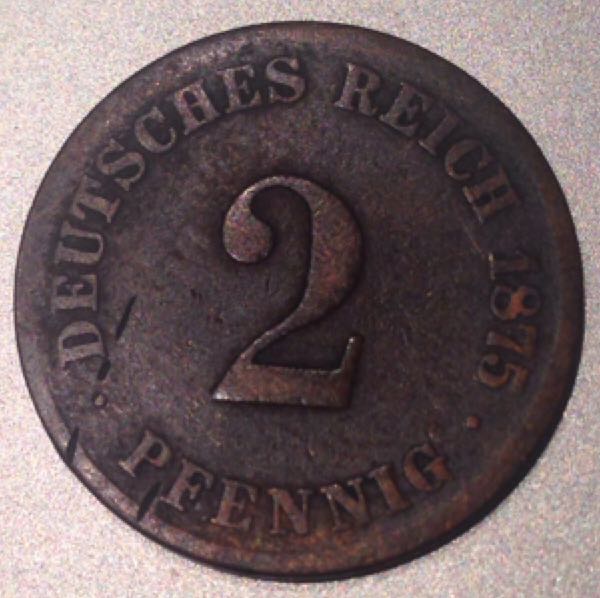 DEUTSCHES REICH 1875
2
PFENNIG